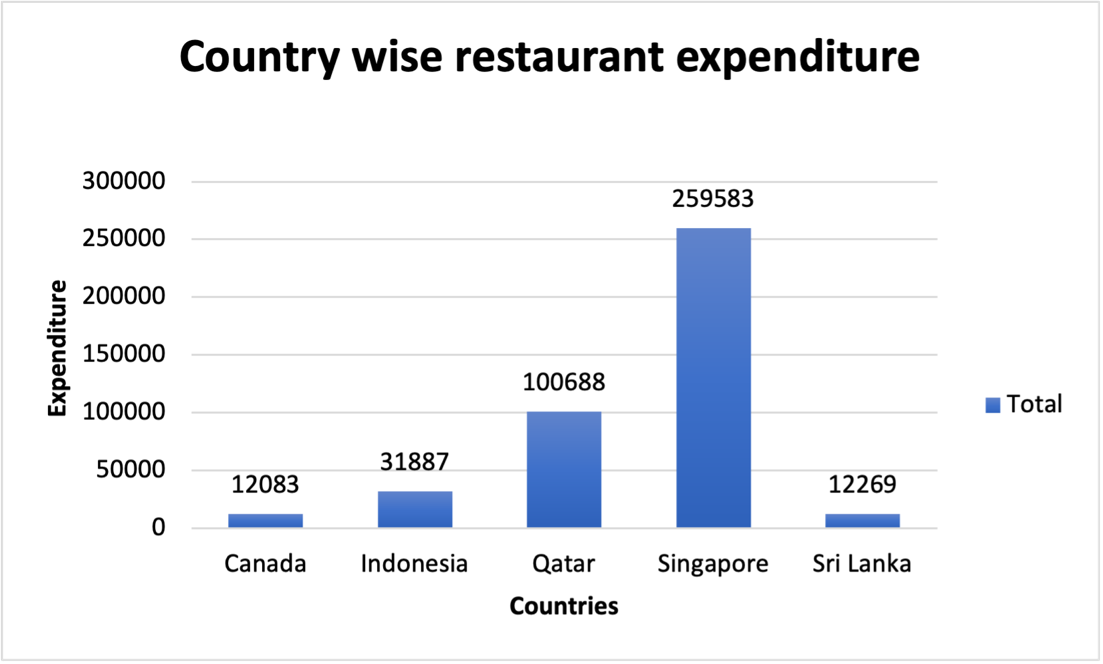 Country wise restaurant expenditure
300000
250000
200000
150000
100000
50000
0
Expenditure
12083
31887
100688
259583
12269
Canada
Indonesia
Qatar
Singapore
Sri Lanka
Countries
Total